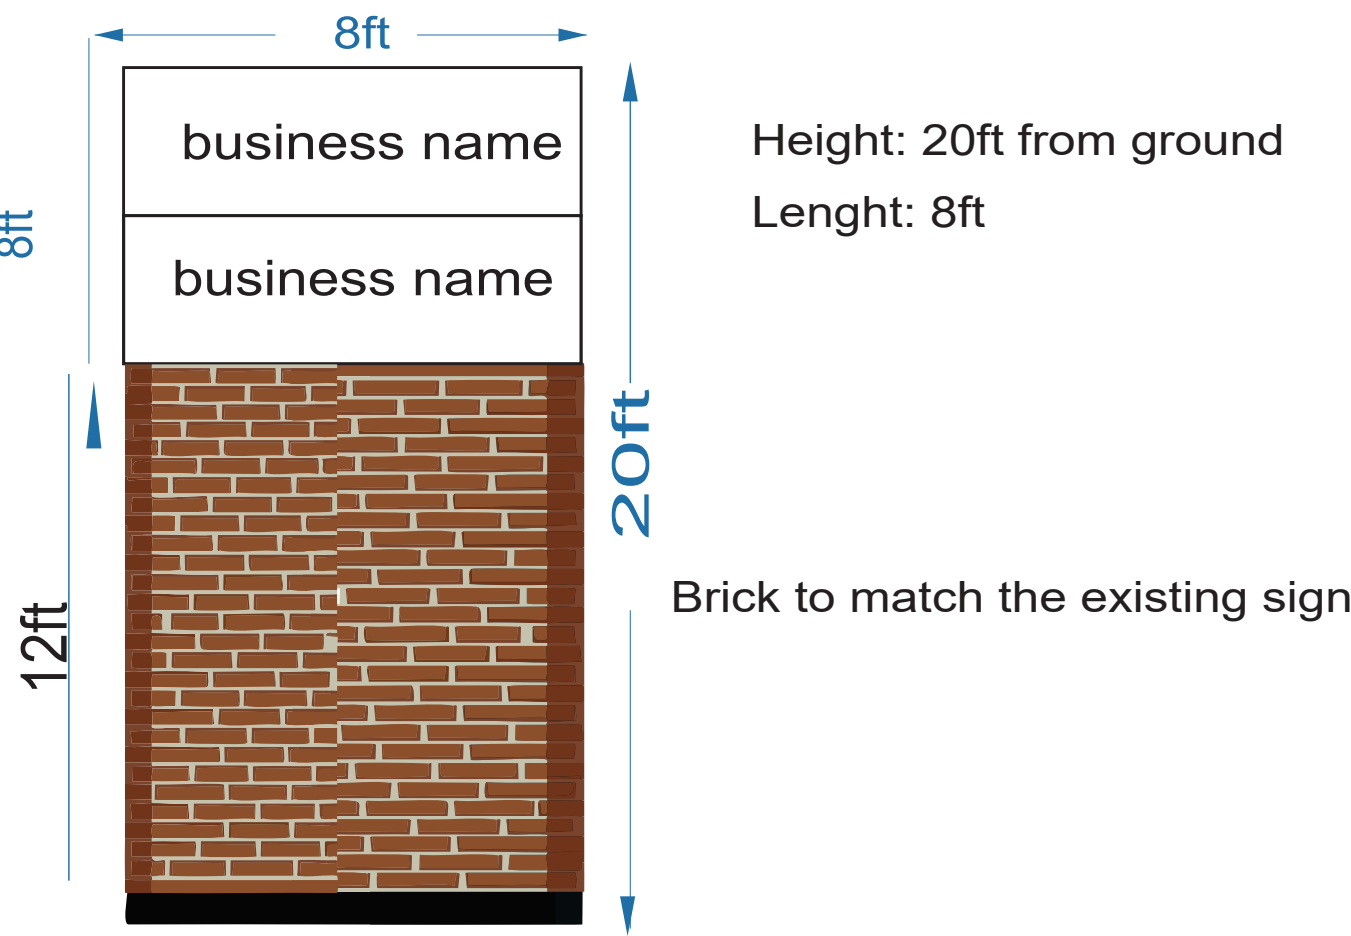 8ft
business name
Height: 20ft from ground
Lenght: 8ft
8ft
business name
20ft
Brick to match the existing sign
12ft